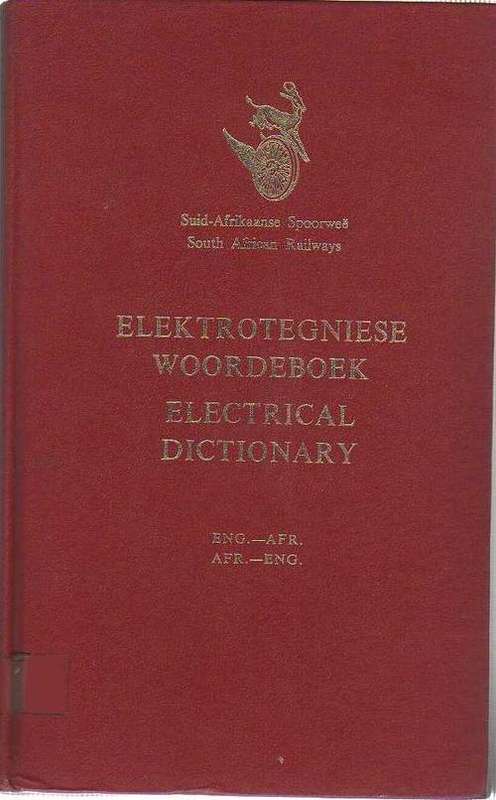 Suid-Afrikaanse Spoorweë
South African Railways
ELEKTROTEGNIESE
WOORDEBOEK
ELECTRICAL
DICTIONARY
ENG.—AFR.
AFR.—ENG.